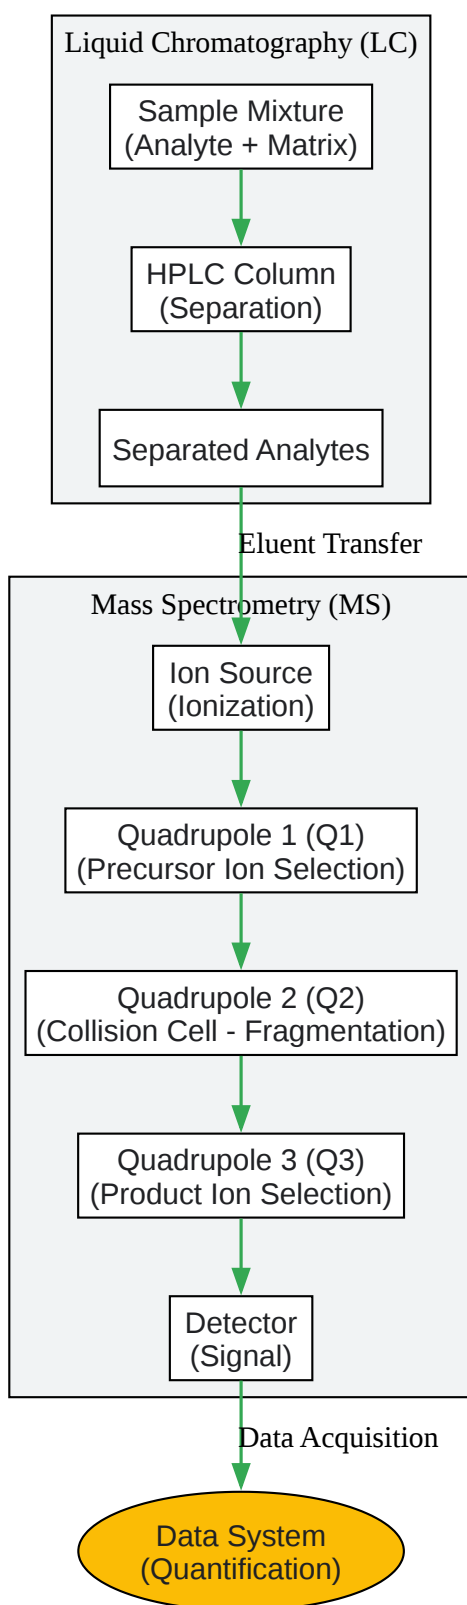 Liquid Chromatography (LC)
Sample Mixture
(Analyte + Matrix)
HPLC Column
(Separation)
Separated Analytes
Eluent Transfer
Mass Spectrometry (MS)
Ion Source
(Ionization)
Quadrupole 1 (Q1)
(Precursor Ion Selection)
Quadrupole 2 (Q2)
(Collision Cell - Fragmentation)
Quadrupole 3 (Q3)
(Product Ion Selection)
Detector
(Signal)
Data Acquisition
Data System
(Quantification)